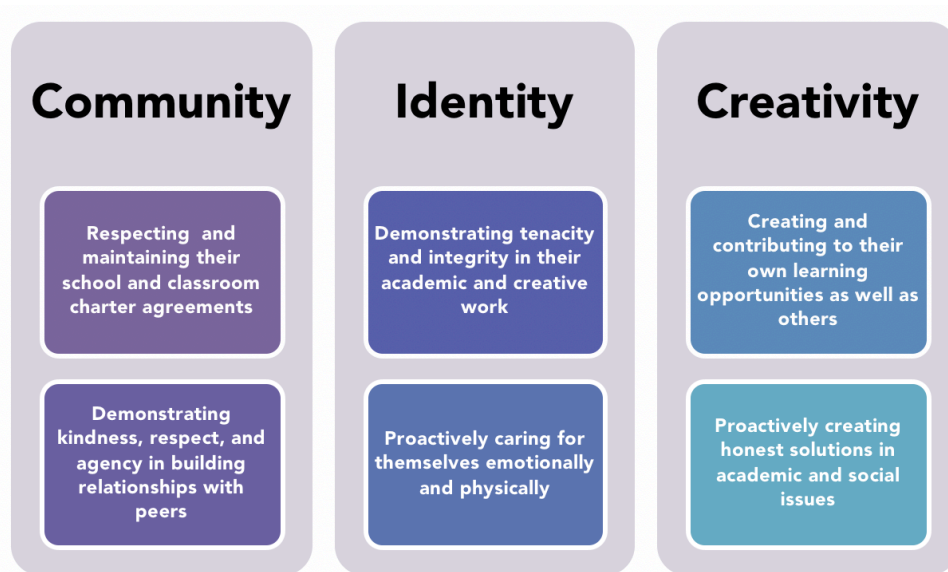 Community
Respecting  and
maintaining their
school and classroom
charter agreements
Demonstrating
kindness, respect, and
agency in building
relationships with
peers
Identity
Demonstrating tenacity
and integrity in their
academic and creative
work
Proactively caring for
themselves emotionally
and physically
Creativity
Creating and
contributing to their
own learning
opportunities as well as
others
Proactively creating
honest solutions in
academic and social
issues